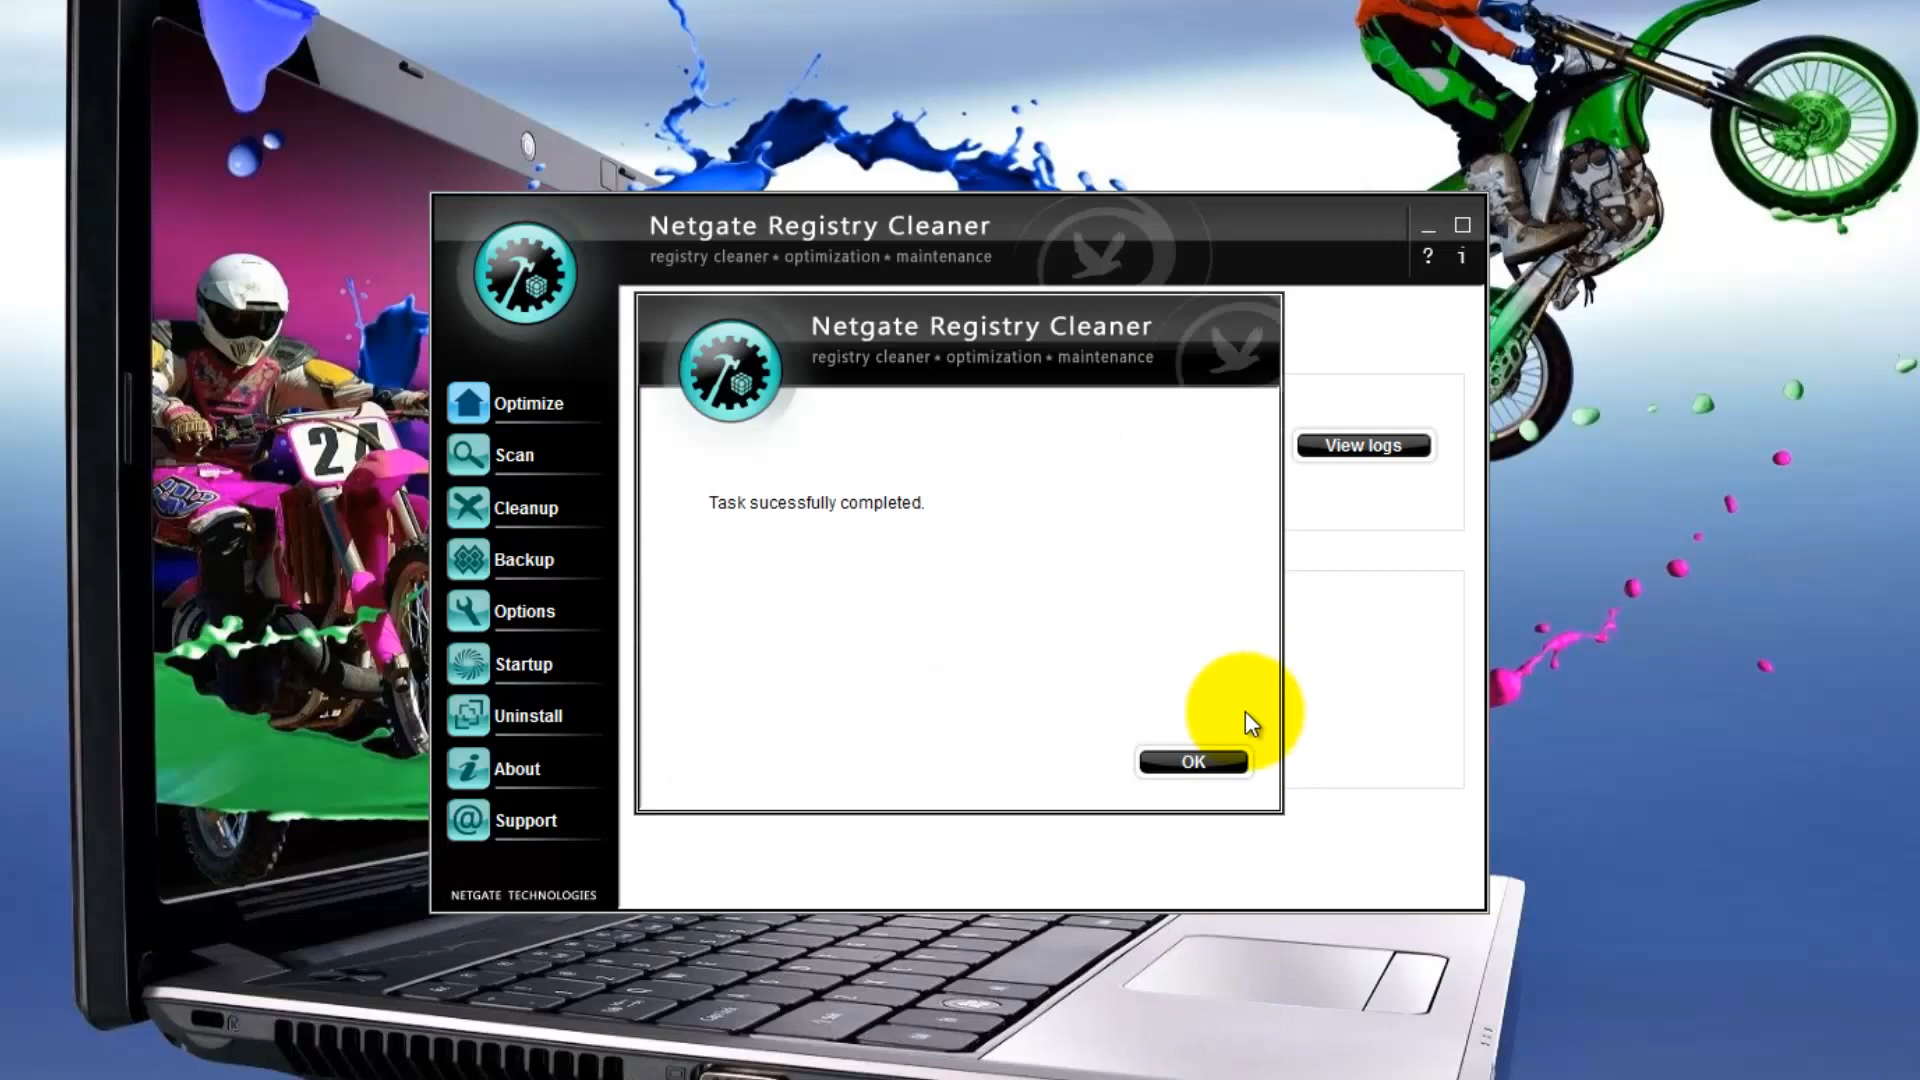 Netgate Registry Cleaner
registry cleaner * optimization * maintenance
? i
Netgate Registry Cleaner
registry cleaner * optimization * maintenance
Optimize
Scan
Cleanup
Backup
Options
Startup
Uninstall
About
Support
NETGATE TECHNOLOGIES
View logs
Task sucessfully completed.
OK